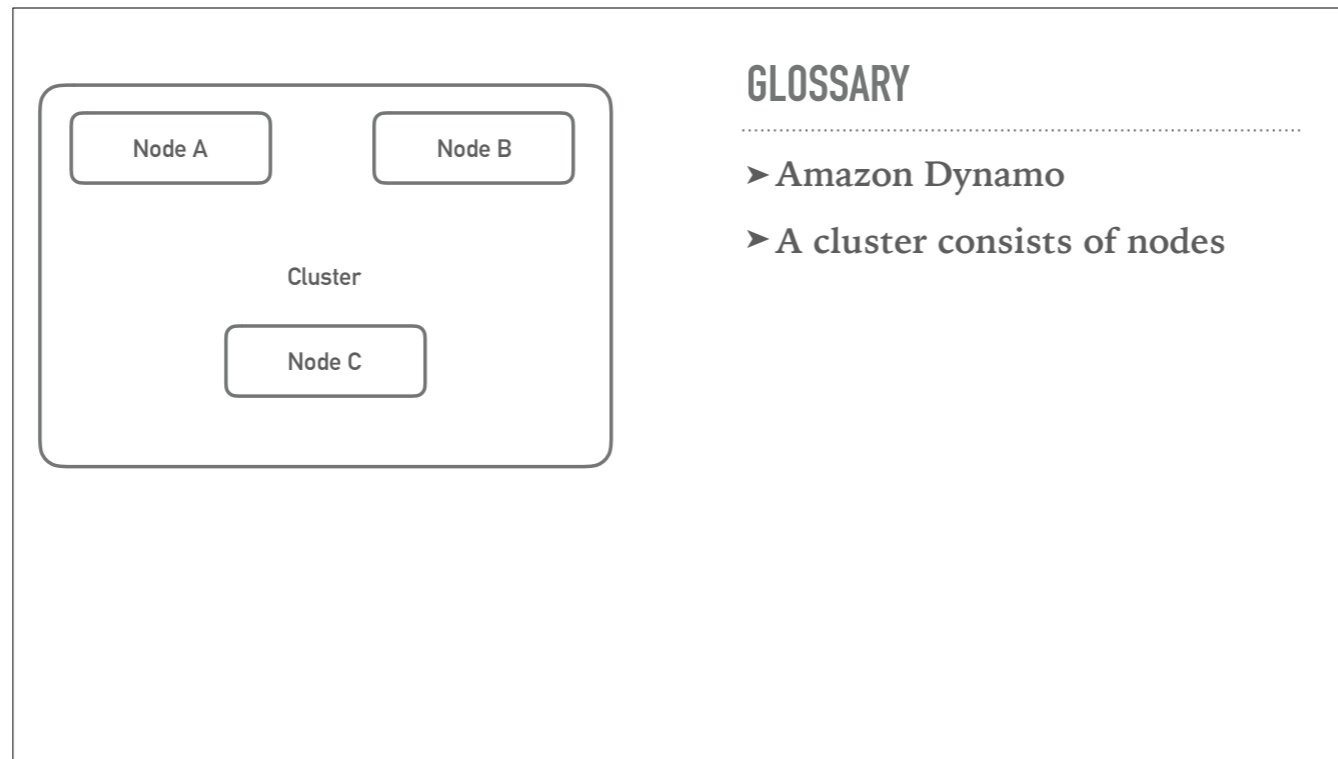 Node A
Node B
Cluster
Node C
GLOSSARY
➤ Amazon Dynamo
➤ A cluster consists of nodes